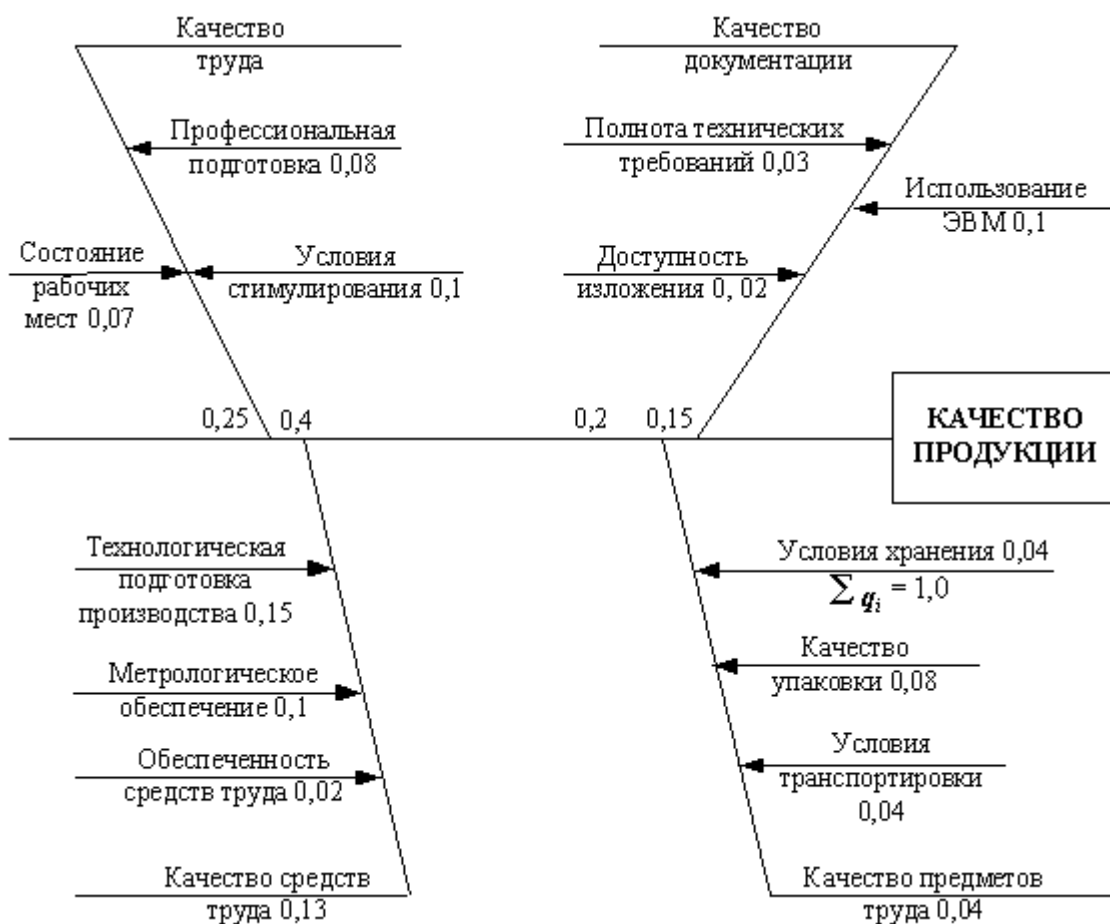 Качество
труда
Качество
документации
Профессиональная
подготовка 0,08
Полнота технических
требований 0,03
Использование
ЭВМ 0,1
Состояние
рабочих
мест 0,07
Условия
стимулирования 0,1
Доступность
изложения 0, 02
0,25
0,4
0,2
0,15
КАЧЕСТВО
ПРОДУКЦИИ
Технологическая
подготовка
производства 0,15
Условия хранения 0,04
∑ qᵢ = 1,0
Метрологическое
обеспечение 0,1
Качество
упаковки 0,08
Обеспеченность
средств труда 0,02
Условия
транспортировки
0,04
Качество средств
труда 0,13
Качество предметов
труда 0,04